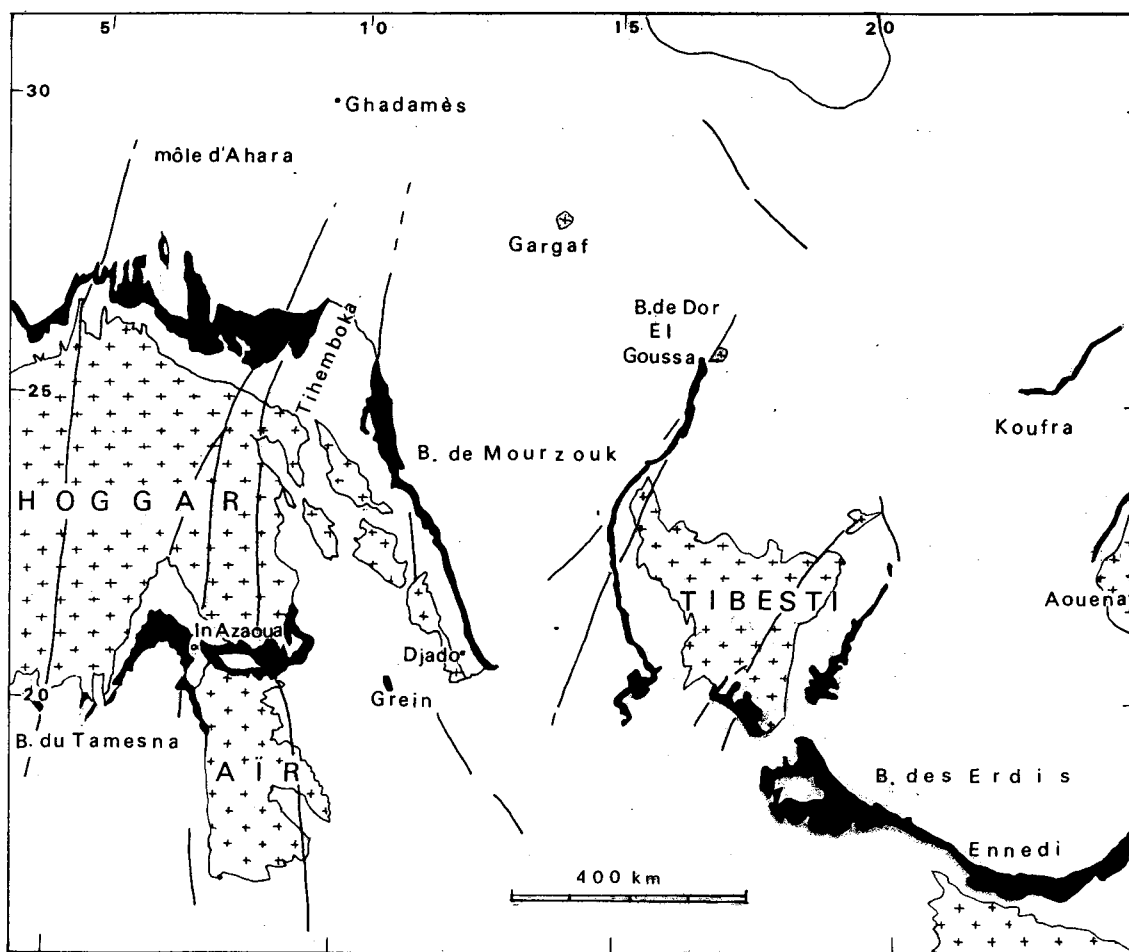 5 10 15 20
30
Ghadamès
môle d'Ahara
Gargaf
Tihemboka
B. de Dor
El
Goussa
25
Koufra
B. de Mourzouk
HOGGAR
TIBESTI
Aouenat
In Azaoua
Djado
20
Grein
B. du Tamesna
AÏR
B. des Erdis
Ennedi
400 km